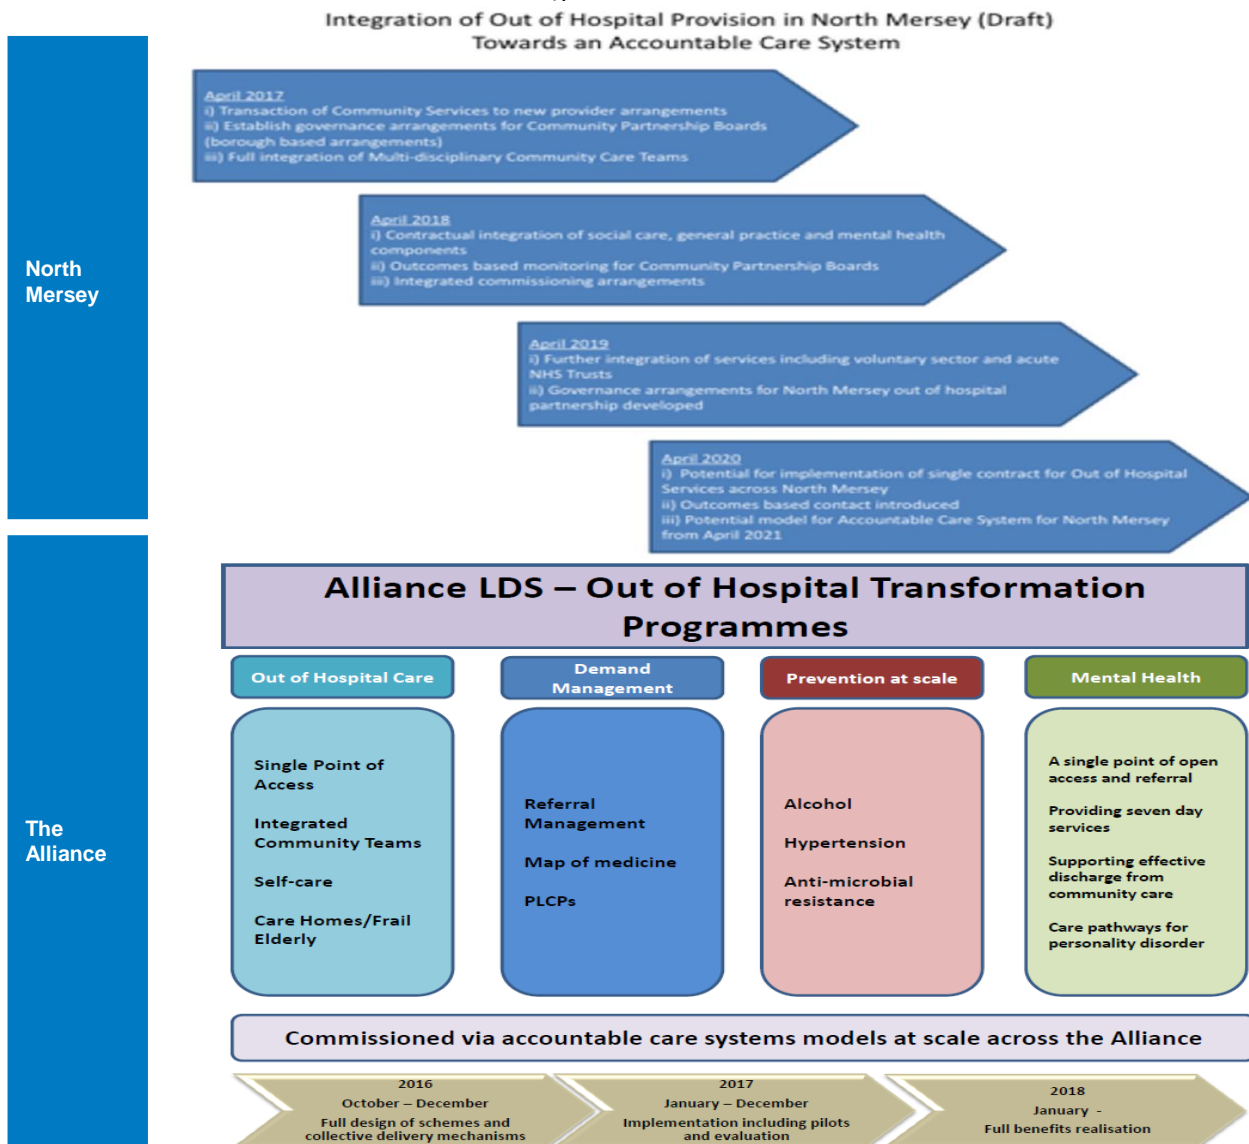 Integration of Out of Hospital Provision in North Mersey (Draft)
Towards an Accountable Care System
North
Mersey
April 2017
i) Transaction of Community Services to new provider arrangements
ii) Establish governance arrangements for Community Partnership Boards
(borough based arrangements)
iii) Full integration of Multi-disciplinary Community Care Teams
April 2018
i) Contractual integration of social care, general practice and mental health
components
ii) Outcomes based monitoring for Community Partnership Boards
iii) Integrated commissioning arrangements
April 2019
i) Further integration of services including voluntary sector and acute
NHS Trusts
ii) Governance arrangements for North Mersey out of hospital
partnership developed
April 2020
i) Potential for implementation of single contract for Out of Hospital
Services across North Mersey
ii) Outcomes based contact introduced
iii) Potential model for Accountable Care System for North Mersey
from April 2021
The
Alliance
Alliance LDS – Out of Hospital Transformation
Programmes
Out of Hospital Care
Single Point of
Access
Integrated
Community Teams
Self-care
Care Homes/Frail
Elderly
Demand
Management
Referral
Management
Map of medicine
PLCPs
Prevention at scale
Alcohol
Hypertension
Anti-microbial
resistance
Mental Health
A single point of open
access and referral
Providing seven day
services
Supporting effective
discharge from
community care
Care pathways for
personality disorder
Commissioned via accountable care systems models at scale across the Alliance
2016
October – December
Full design of schemes and
collective delivery mechanisms
2017
January – December
Implementation including pilots
and evaluation
2018
January -
Full benefits realisation